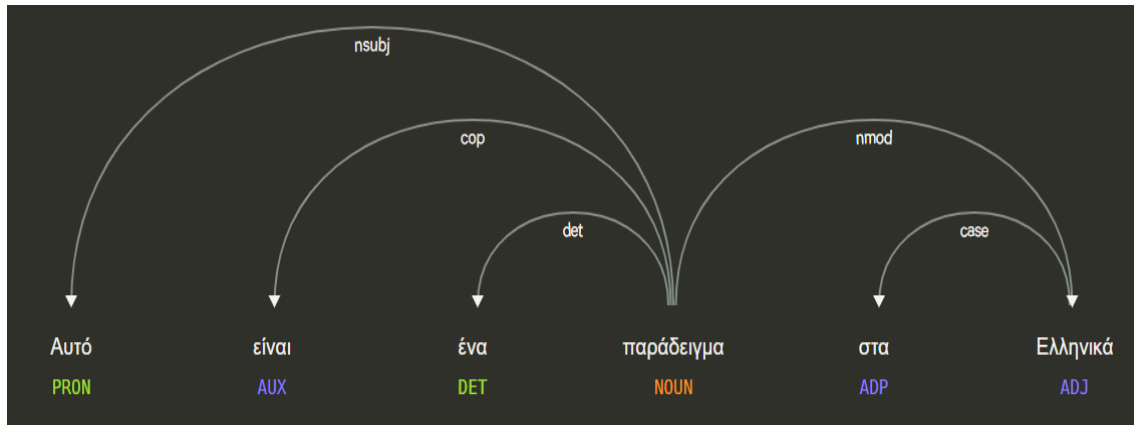 nsubj
cop nmod
det case
Αυτό είναι ένα παράδειγμα στα Ελληνικά
PRON AUX DET NOUN ADP ADJ